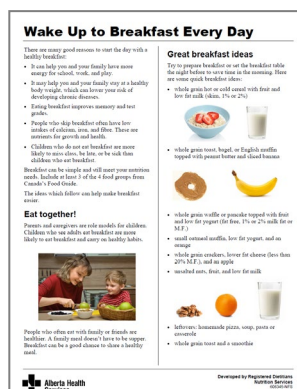 Wake Up to Breakfast Every Day
There are many good reasons to start the day with a
healthy breakfast:
• It can help you and your family have more
energy for school, work, and play.
• It may help you and your family stay at a healthy
body weight, which can lower your risk of
developing chronic diseases.
• Eating breakfast improves memory and test
grades.
• People who skip breakfast often have low
intakes of calcium, iron, and fibre. These are
nutrients for growth and health.
• Children who do not eat breakfast are more
likely to miss class, be late, or be sick than
children who eat breakfast.
Breakfast can be simple and still meet your nutrition
needs. Include at least 3 of the 4 food groups from
Canada's Food Guide.
The ideas which follow can help make breakfast
easier.
Eat together!
Parents and caregivers are role models for children.
Children who see adults eat breakfast are more
likely to eat breakfast and carry on healthy habits.
People who often eat with family or friends are
healthier. A family meal doesn't have to be supper.
Breakfast can be a good chance to share a healthy
meal.
Great breakfast ideas
Try to prepare breakfast or set the breakfast table
the night before to save time in the morning. Here
are some quick breakfast ideas:
• whole grain hot or cold cereal with fruit and
low fat milk (skim, 1% or 2%)
• whole grain toast, bagel, or English muffin
topped with peanut butter and sliced banana
• whole grain waffle or pancake topped with fruit
and low fat yogurt (fat free, 1% or 2% milk fat or
M.F.)
• small oatmeal muffin, low fat yogurt, and an
orange
• whole grain crackers, lower fat cheese (less than
20% M.F.), and an apple
• unsalted nuts, fruit, and low fat milk
• leftovers: homemade pizza, soup, pasta or
casserole
• whole grain toast and a smoothie
Alberta Health
Services
Developed by Registered Dietitians
Nutrition Services